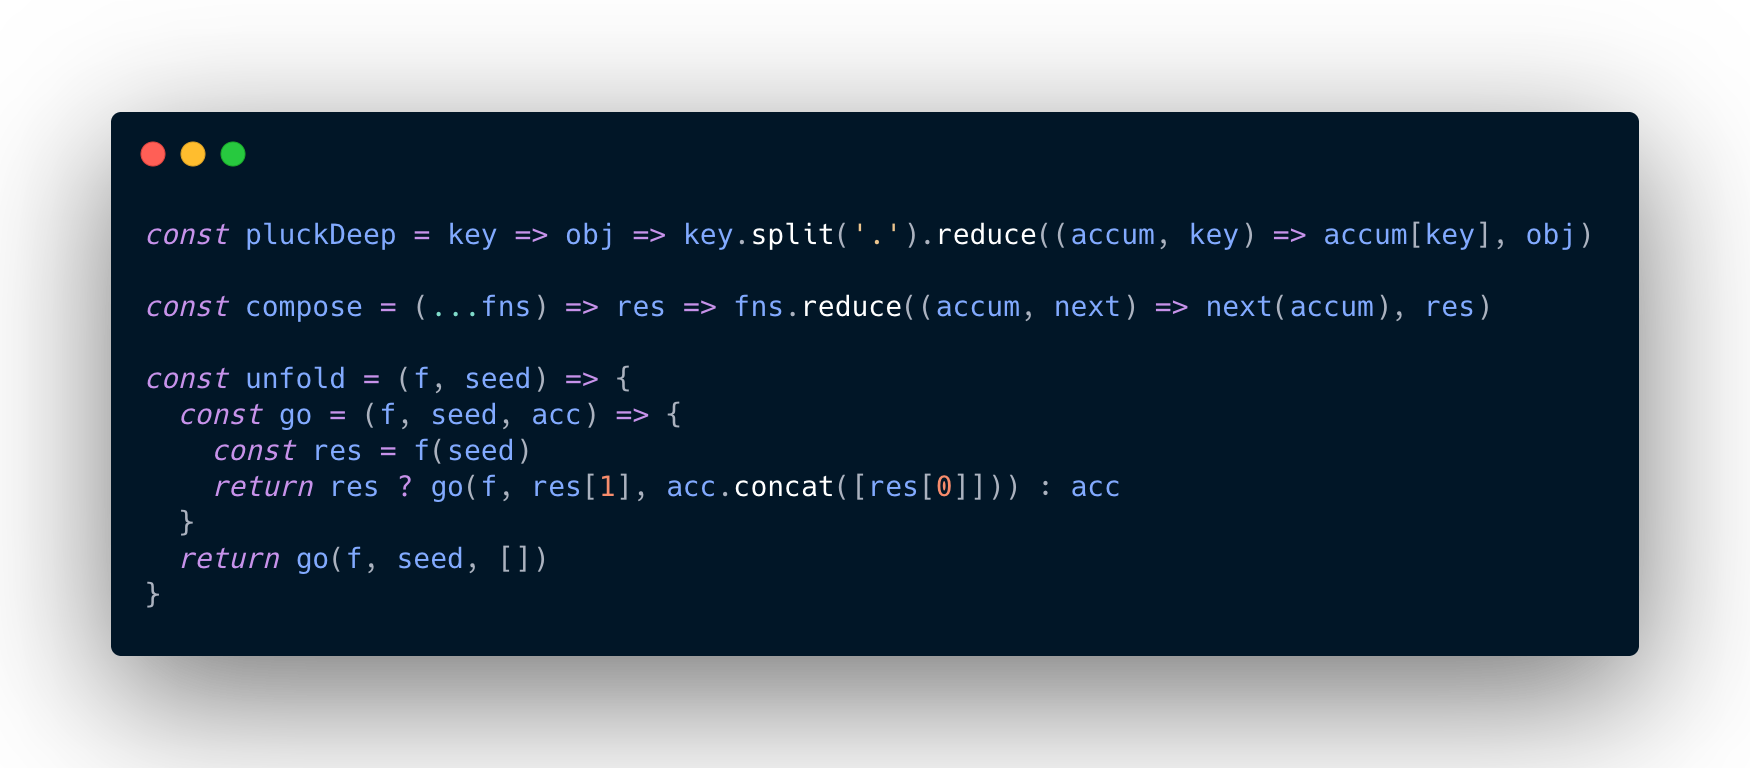 const pluckDeep = key => obj => key.split('.').reduce((accum, key) => accum[key], obj)
const compose = (...fns) => res => fns.reduce((accum, next) => next(accum), res)
const unfold = (f, seed) => {
  const go = (f, seed, acc) => {
    const res = f(seed)
    return res ? go(f, res[1], acc.concat([res[0]])) : acc
  }
  return go(f, seed, [])
}